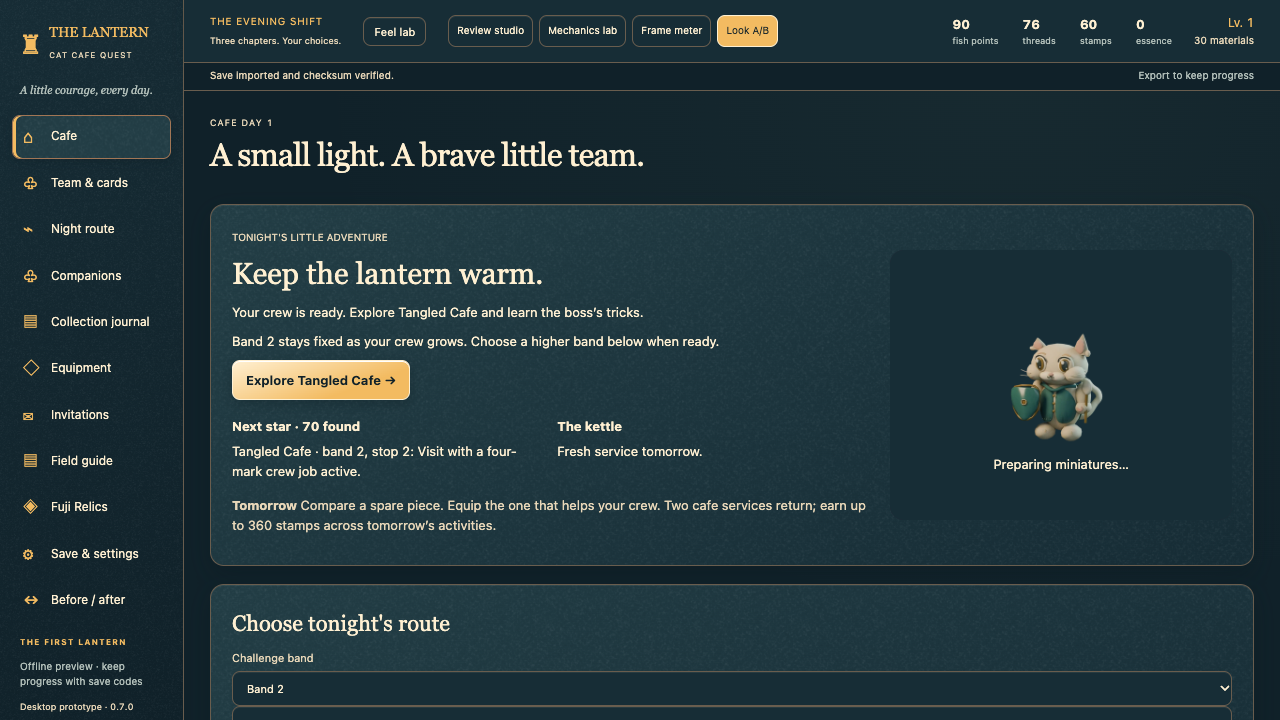 THE LANTERN
CAT CAFE QUEST
A little courage, every day.
Cafe
Team & cards
Night route
Companions
Collection journal
Equipment
Invitations
Field guide
Fuji Relics
Save & settings
Before / after
THE FIRST LANTERN
Offline preview · keep
progress with save codes
Desktop prototype · 0.7.0
THE EVENING SHIFT
Three chapters. Your choices.
Feel lab
Review studio
Mechanics lab
Frame meter
Look A/B
90
fish points
76
threads
60
stamps
0
essence
Lv. 1
30 materials
Save imported and checksum verified.
Export to keep progress
CAFE DAY 1
A small light. A brave little team.
TONIGHT'S LITTLE ADVENTURE
Keep the lantern warm.
Your crew is ready. Explore Tangled Cafe and learn the boss’s tricks.
Band 2 stays fixed as your crew grows. Choose a higher band below when ready.
Explore Tangled Cafe →
Next star · 70 found
Tangled Cafe · band 2, stop 2: Visit with a four-
mark crew job active.
The kettle
Fresh service tomorrow.
Tomorrow Compare a spare piece. Equip the one that helps your crew. Two cafe services return; earn up
to 360 stamps across tomorrow’s activities.
Preparing miniatures...
Choose tonight's route
Challenge band
Band 2